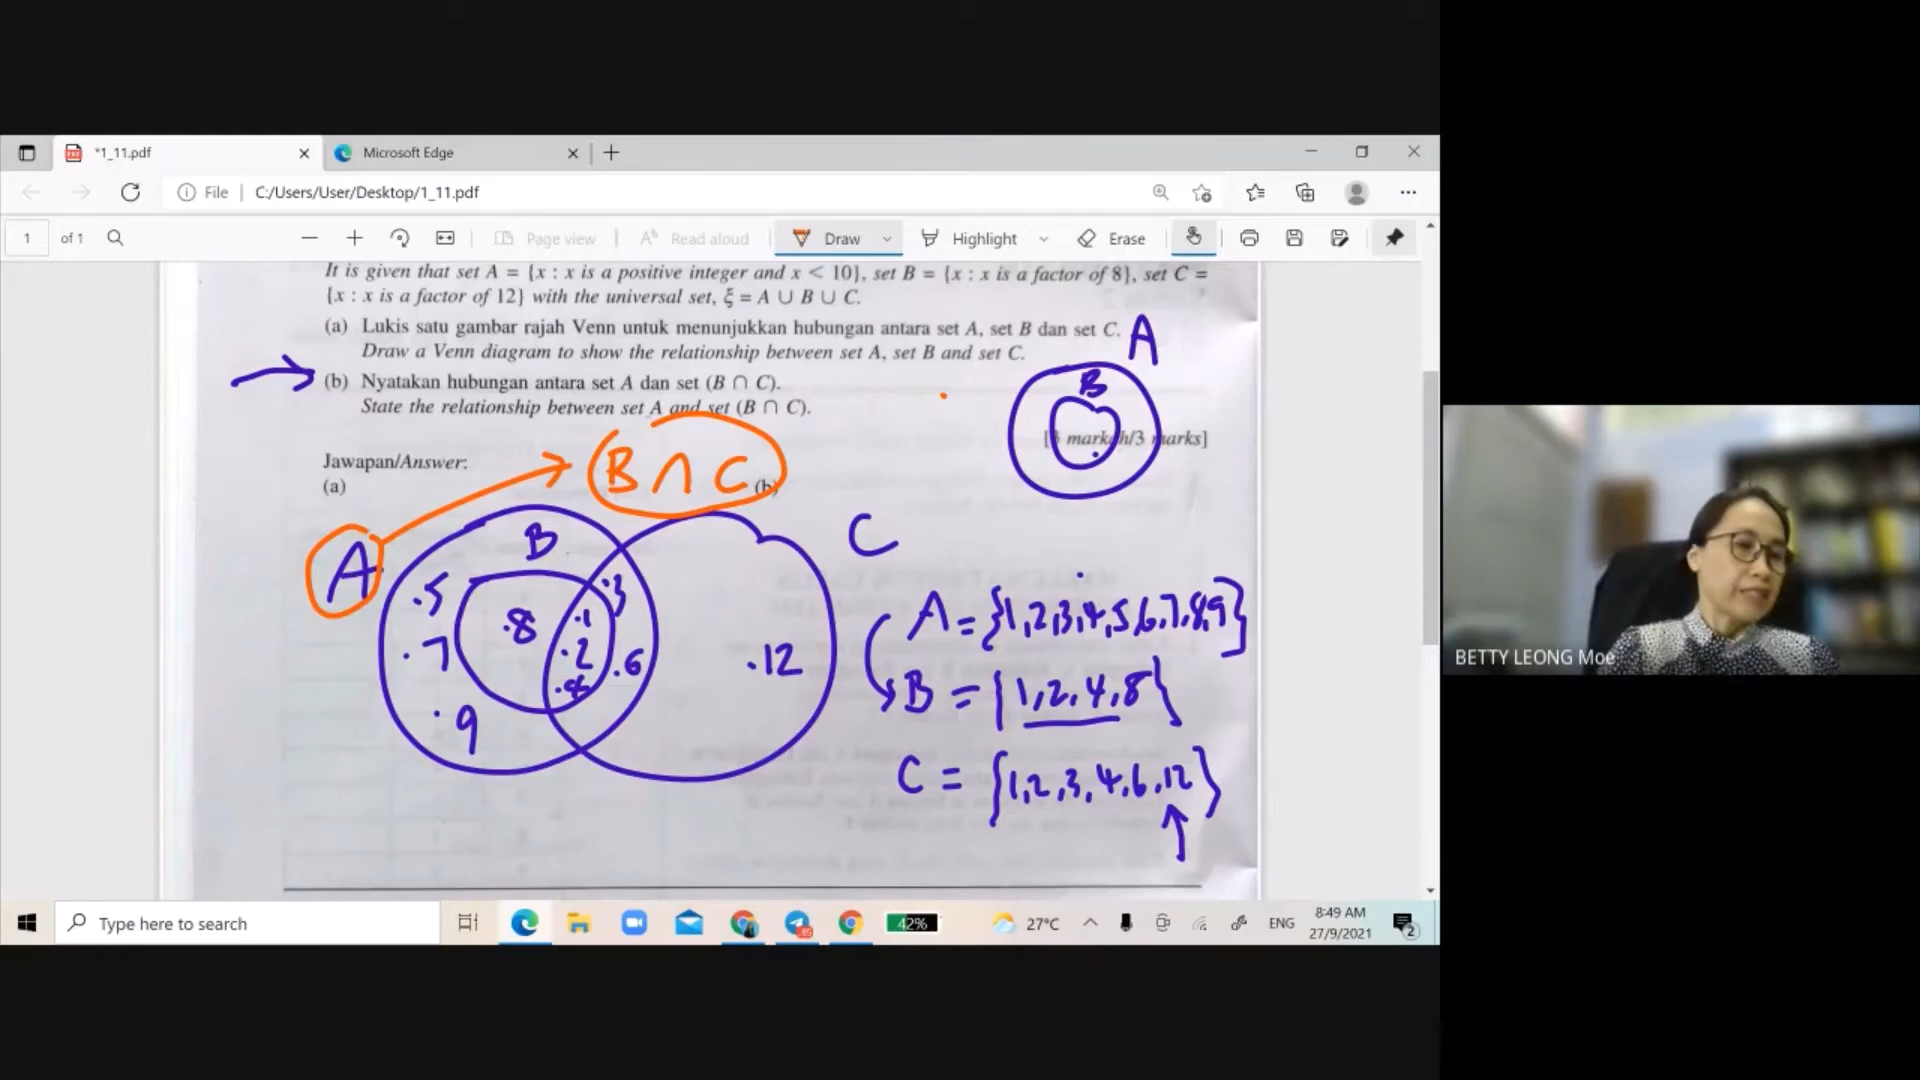 *1_11.pdf
Microsoft Edge
File | C:/Users/User/Desktop/1_11.pdf
1 of 1
Page view
Read aloud
Draw
Highlight
Erase
It is given that set A = {x : x is a positive integer and x < 10}, set B = {x : x is a factor of 8}, set C =
{x : x is a factor of 12} with the universal set, ξ = A ∪ B ∪ C.
(a) Lukis satu gambar rajah Venn untuk menunjukkan hubungan antara set A, set B dan set C.
Draw a Venn diagram to show the relationship between set A, set B and set C.
(b) Nyatakan hubungan antara set A dan set (B ∩ C).
State the relationship between set A and set (B ∩ C).
[3 markah/3 marks]
A
B
Jawapan/Answer:
(a)
(b)
B ∩ C
A
B
C
.5
.7
.9
.8
.3
.1
.2
.6
.12
A = {1,2,3,4,5,6,7,8,9}
B = {1,2,4,8}
C = {1,2,3,4,6,12}
BETTY LEONG Moe
Type here to search
42%
27°C
ENG
8:49 AM
27/9/2021
2